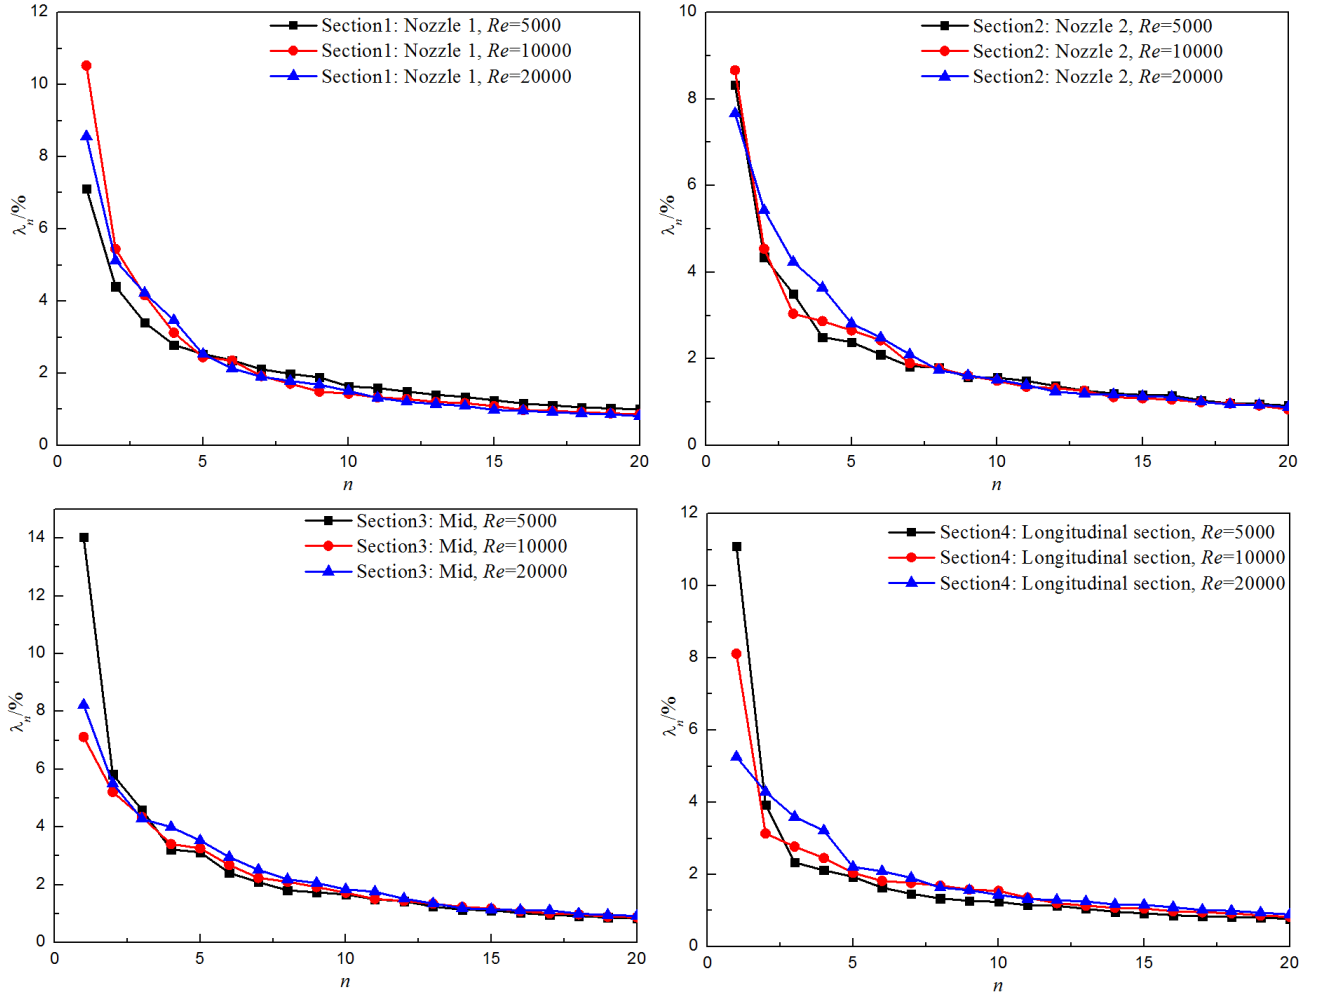 12
10
8
6
4
2
0
λn/%
Section1: Nozzle 1, Re=5000
Section1: Nozzle 1, Re=10000
Section1: Nozzle 1, Re=20000
0 5 10 15 20
n
10
8
6
4
2
0
λn/%
Section2: Nozzle 2, Re=5000
Section2: Nozzle 2, Re=10000
Section2: Nozzle 2, Re=20000
0 5 10 15 20
n
14
12
10
8
6
4
2
0
λn/%
Section3: Mid, Re=5000
Section3: Mid, Re=10000
Section3: Mid, Re=20000
0 5 10 15 20
n
12
10
8
6
4
2
0
λn/%
Section4: Longitudinal section, Re=5000
Section4: Longitudinal section, Re=10000
Section4: Longitudinal section, Re=20000
0 5 10 15 20
n